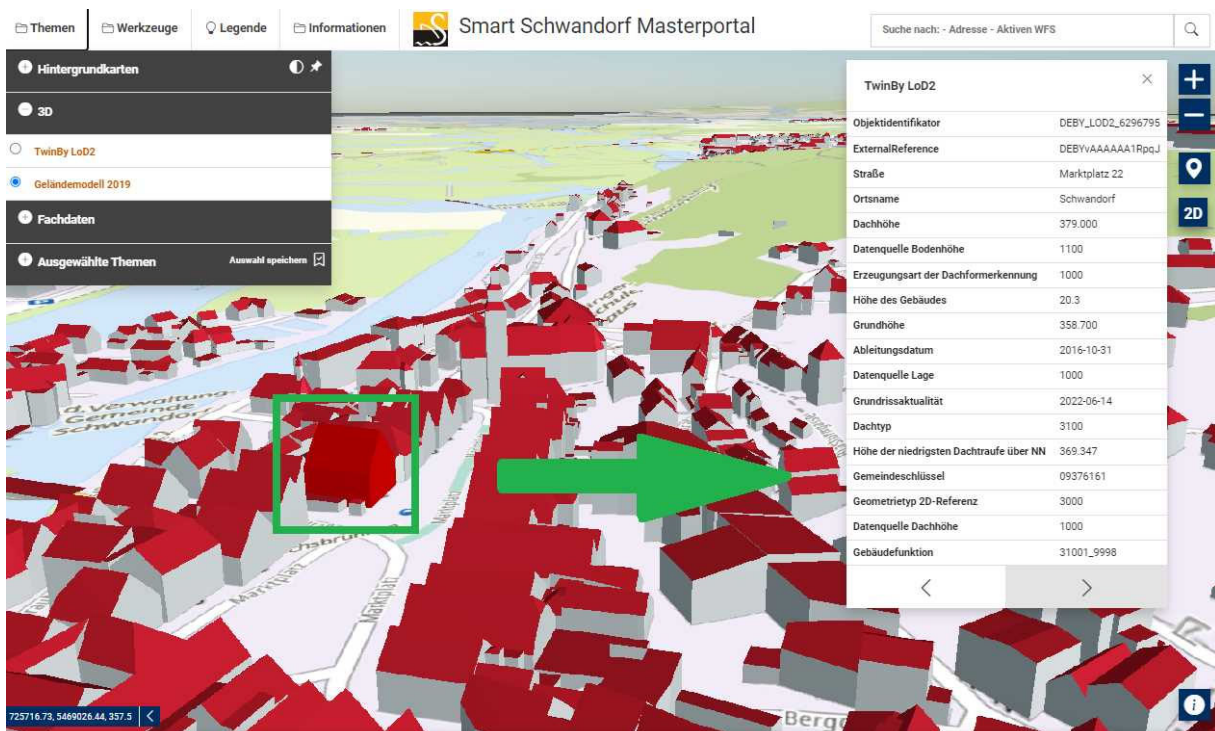 Themen
Werkzeuge
Legende
Informationen
Smart Schwandorf Masterportal
Suche nach: - Adresse - Aktiven WFS
Hintergrundkarten
3D
TwinBy LoD2
Geländemodell 2019
Fachdaten
Ausgewählte Themen
Auswahl speichern
TwinBy LoD2
Objektidentifikator DEBY_LOD2_6296795
ExternalReference DEBYvAAAAAA1RpqJ
Straße Marktplatz 22
Ortsname Schwandorf
Dachhöhe 379.000
Datenquelle Bodenhöhe 1100
Erzeugungsart der Dachformerkennung 1000
Höhe des Gebäudes 20.3
Grundhöhe 358.700
Ableitungsdatum 2016-10-31
Datenquelle Lage 1000
Grundrissaktualität 2022-06-14
Dachtyp 3100
Höhe der niedrigsten Dachtraufe über NN 369.347
Gemeindeschlüssel 09376161
Geometrietyp 2D-Referenz 3000
Datenquelle Dachhöhe 1000
Gebäudefunktion 31001_9998
2D
d. Verwaltung
Gemeinde
Schwandorf
Marktplatz
Marktplatz
Marktplatz
725716.73, 5469026.44, 357.5